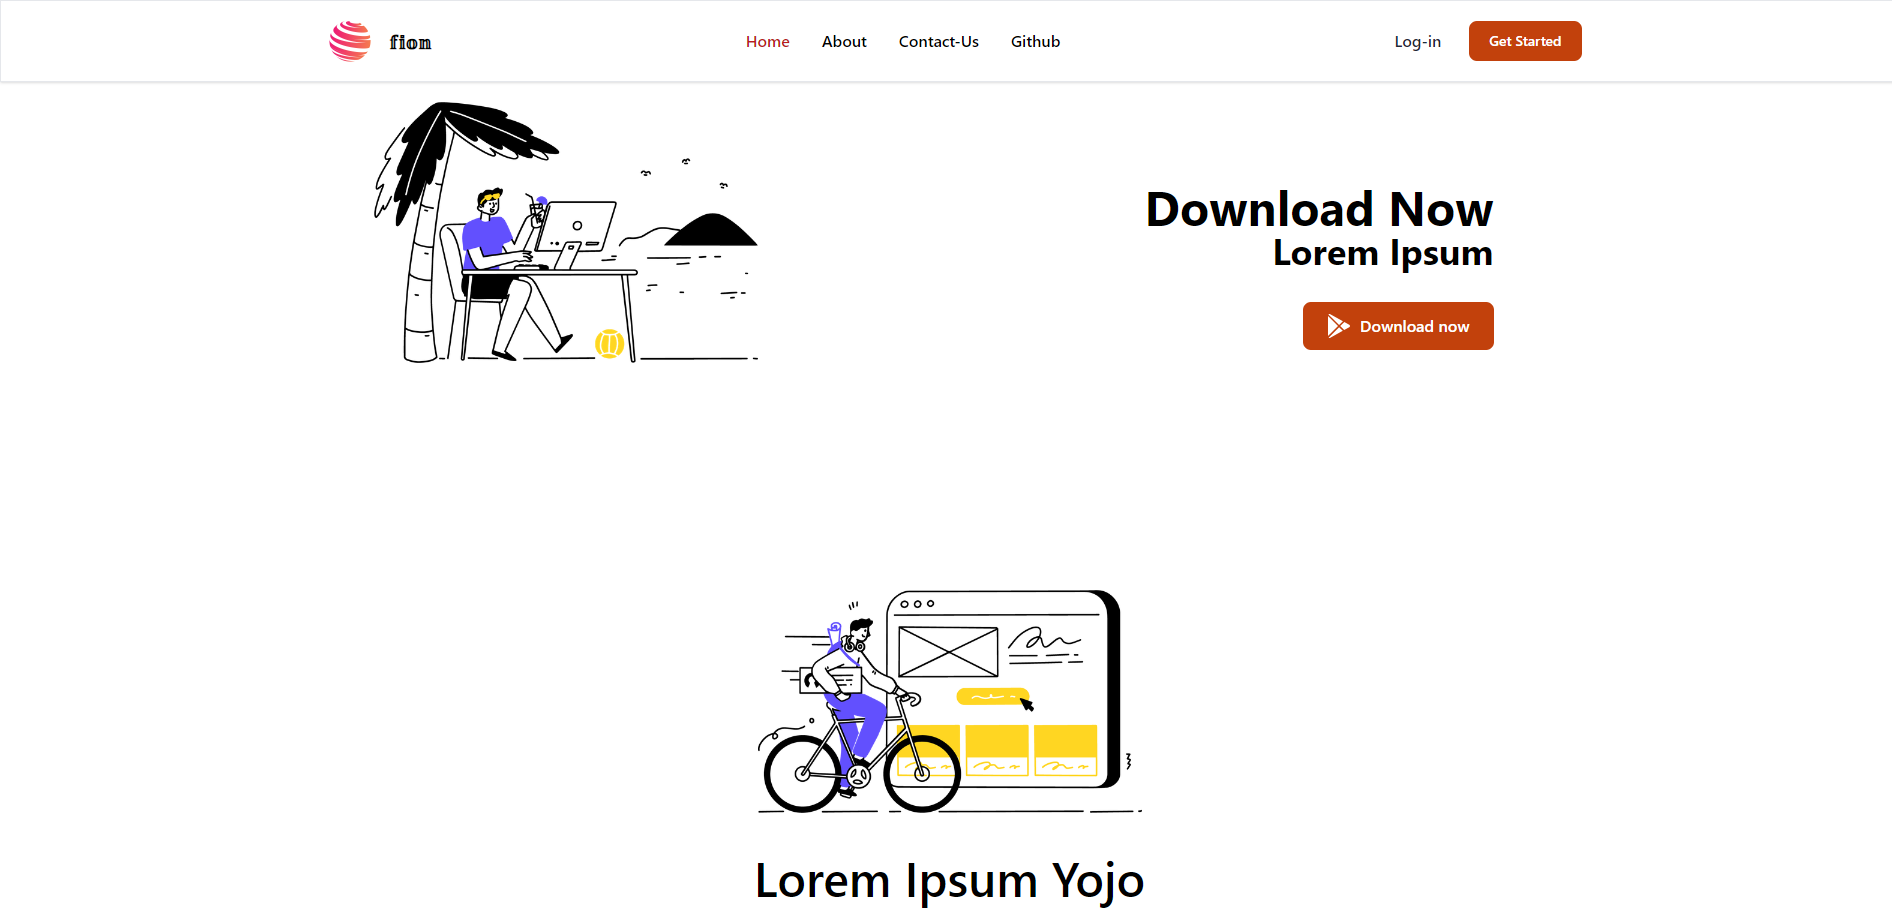 fion
Home About Contact-Us Github
Log-in Get Started
Download Now
Lorem Ipsum
Download now
Lorem Ipsum Yojo